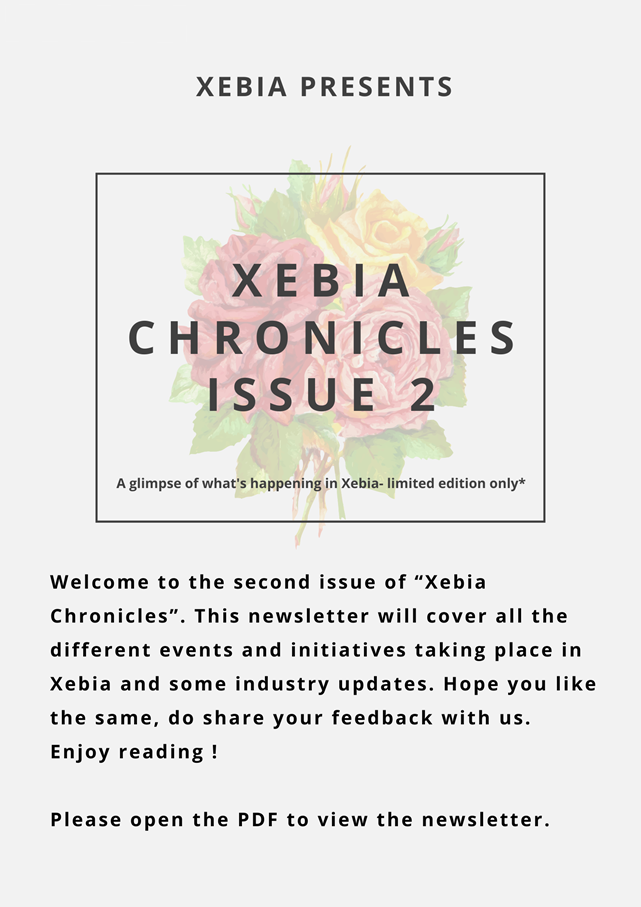 XEBIA PRESENTS
XEBIA
CHRONICLES
ISSUE 2
A glimpse of what's happening in Xebia- limited edition only*
Welcome to the second issue of “Xebia
Chronicles”. This newsletter will cover all the
different events and initiatives taking place in
Xebia and some industry updates. Hope you like
the same, do share your feedback with us.
Enjoy reading !
Please open the PDF to view the newsletter.